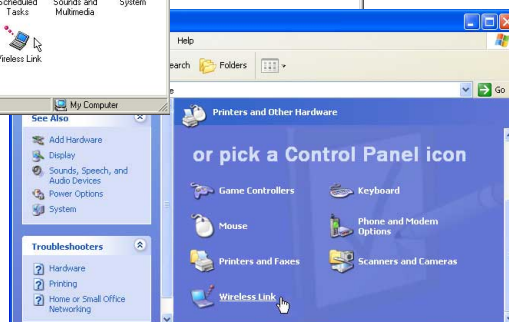 Scheduled Tasks
Sounds and Multimedia
System
Wireless Link
My Computer
Help
Search
Folders
Go
See Also
Add Hardware
Display
Sounds, Speech, and
Audio Devices
Power Options
System
Troubleshooters
Hardware
Printing
Home or Small Office
Networking
Printers and Other Hardware
or pick a Control Panel icon
Game Controllers
Keyboard
Mouse
Phone and Modem
Options
Printers and Faxes
Scanners and Cameras
Wireless Link